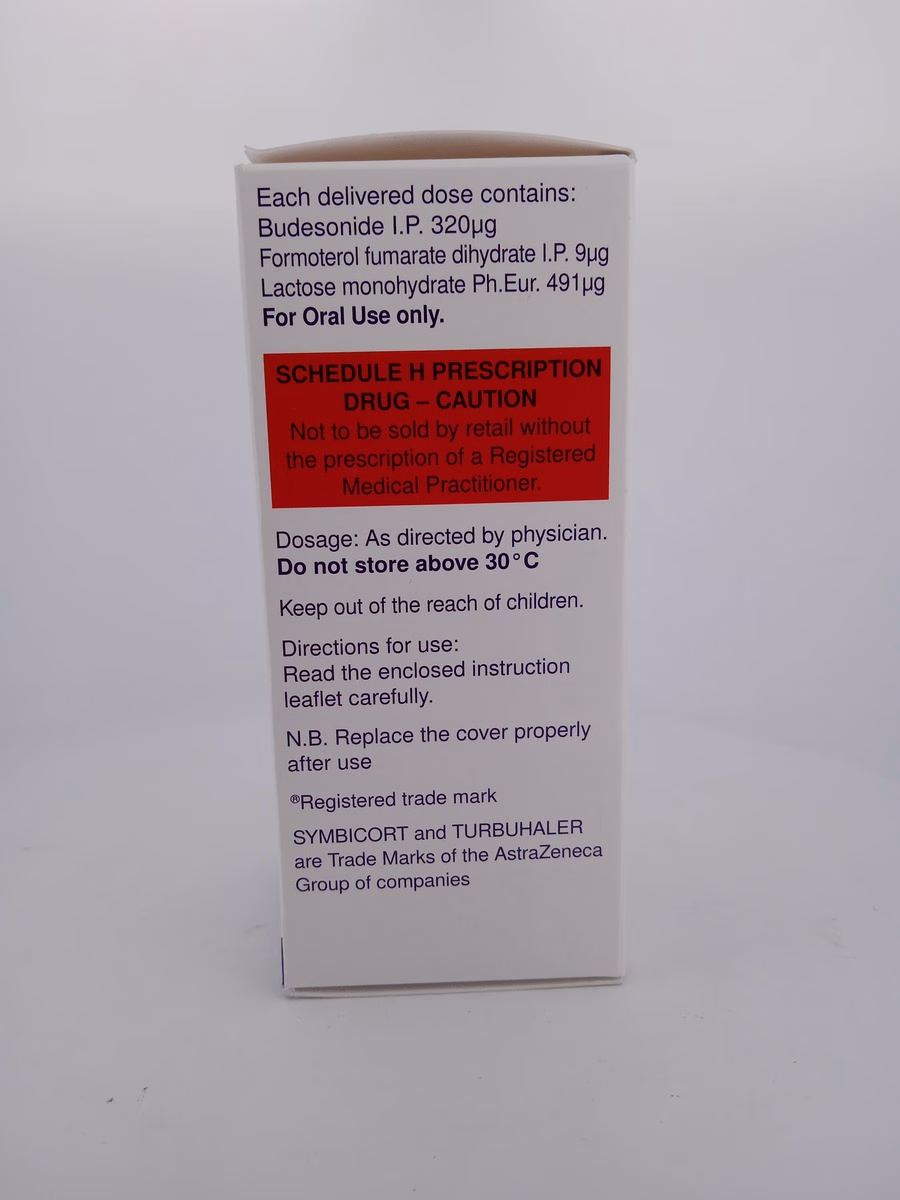 Each delivered dose contains:
Budesonide I.P. 320µg
Formoterol fumarate dihydrate I.P. 9µg
Lactose monohydrate Ph.Eur. 491µg
For Oral Use only.
SCHEDULE H PRESCRIPTION
DRUG – CAUTION
Not to be sold by retail without
the prescription of a Registered
Medical Practitioner.
Dosage: As directed by physician.
Do not store above 30°C
Keep out of the reach of children.
Directions for use:
Read the enclosed instruction
leaflet carefully.
N.B. Replace the cover properly
after use
®Registered trade mark
SYMBICORT and TURBUHALER
are Trade Marks of the AstraZeneca
Group of companies